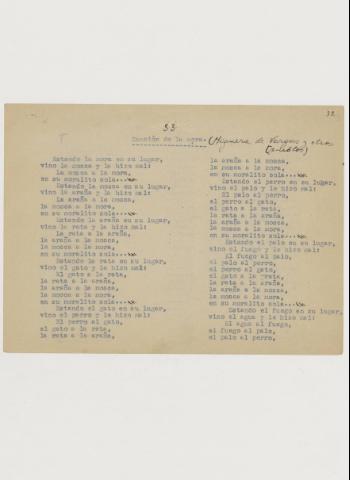 32
33
Canción de la mora. (Higuera de Vargas y otros
Estando la mora en su lugar,
vino la mosca y la hizo mal:
La mosca a la mora,
en su moralito sola...
Estando la mosca en su lugar,
vino la araña y la hizo mal:
La araña a la mosca,
la mosca a la mora,
en su moralito sola...
Estando la araña en su lugar,
vino la rata y la hizo mal:
La rata a la araña,
la araña a la mosca,
la mosca a la mora,
en su moralito sola...
Estando la rata en su lugar,
vino el gato y la hizo mal:
El gato a la rata,
la rata a la araña,
la araña a la mosca,
la mosca a la mora,
en su moralito sola...
Estando el gato en su lugar,
vino el perro y le hizo mal:
El perro al gato,
el gato a la rata,
la rata a la araña,
la araña a la mosca,
la mosca a la mora,
en su moralito sola...
Estando el perro en su lugar,
vino el palo y le hizo mal:
El palo al perro,
el perro al gato,
el gato a la rata,
la rata a la araña,
la araña a la mosca,
la mosca a la mora
en su moralito sola...
Estando el palo en su lugar,
vino el fuego y le hizo mal:
El fuego al palo,
el palo al perro,
el perro al gato,
el gato a la rata,
la rata a la araña,
la araña a la mosca,
la mosca a la mora,
en su moralito sola...
Estando el fuego en su lugar,
vino el agua y le hizo mal:
El agua al fuego,
el fuego al palo,
el palo al perro,